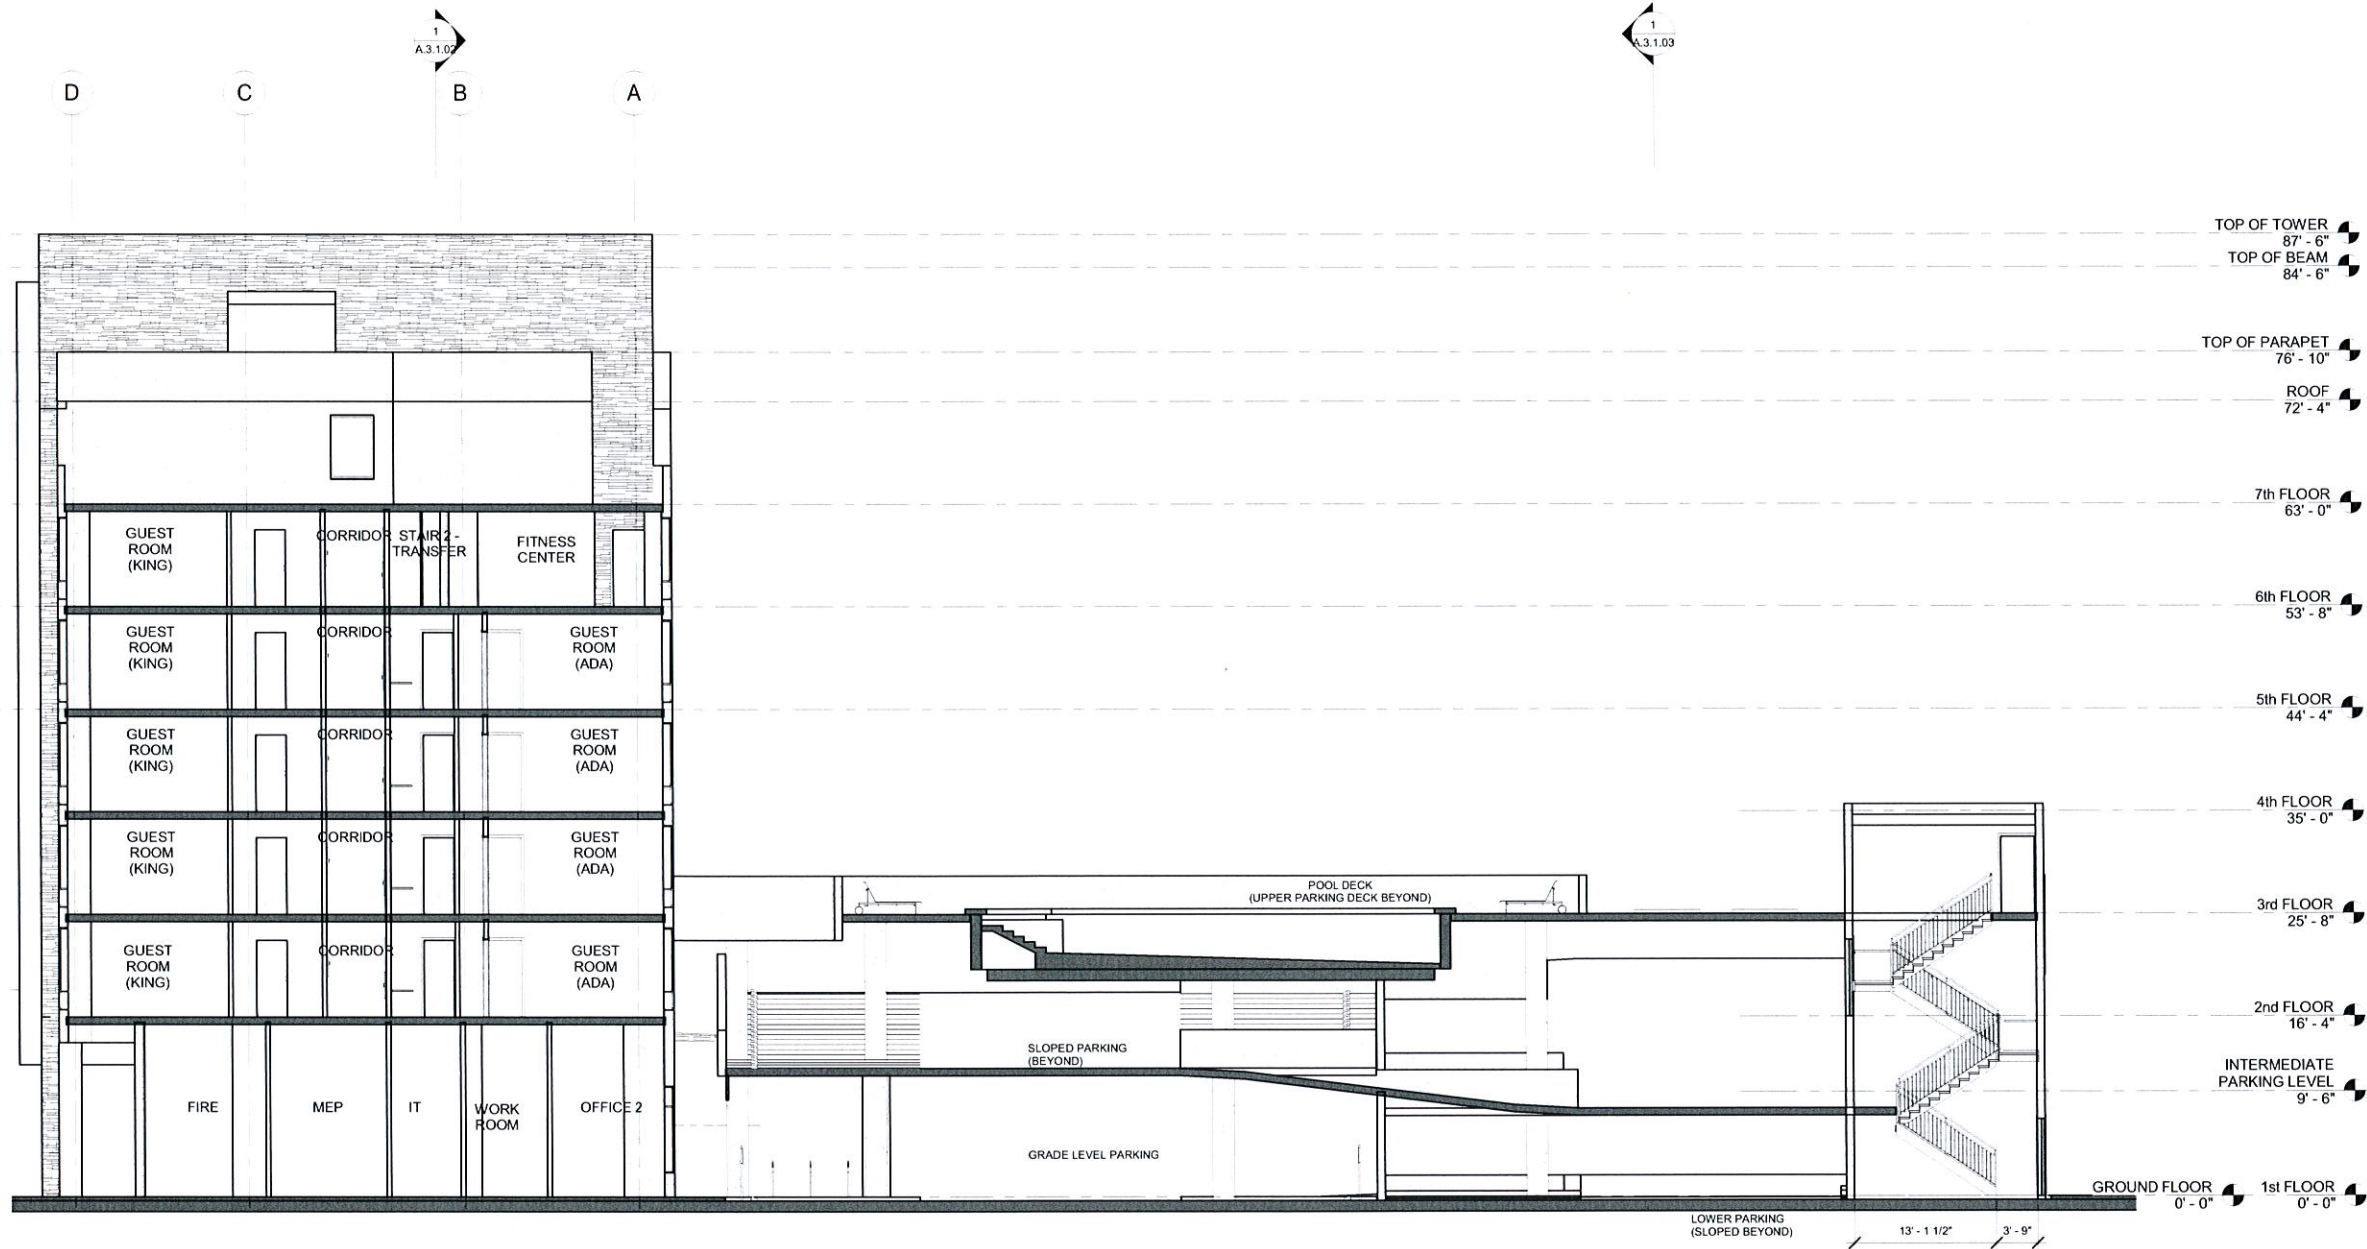 1
A.3.1.02
1
A.3.1.03
D
C
B
A
TOP OF TOWER
87' - 6"
TOP OF BEAM
84' - 6"
TOP OF PARAPET
76' - 10"
ROOF
72' - 4"
7th FLOOR
63' - 0"
GUEST
ROOM
(KING)
CORRIDOR
STAIR 2 -
TRANSFER
FITNESS
CENTER
6th FLOOR
53' - 8"
GUEST
ROOM
(KING)
CORRIDOR
GUEST
ROOM
(ADA)
5th FLOOR
44' - 4"
GUEST
ROOM
(KING)
CORRIDOR
GUEST
ROOM
(ADA)
4th FLOOR
35' - 0"
GUEST
ROOM
(KING)
CORRIDOR
GUEST
ROOM
(ADA)
POOL DECK
(UPPER PARKING DECK BEYOND)
3rd FLOOR
25' - 8"
GUEST
ROOM
(KING)
CORRIDOR
GUEST
ROOM
(ADA)
2nd FLOOR
16' - 4"
SLOPED PARKING
(BEYOND)
INTERMEDIATE
PARKING LEVEL
9' - 6"
FIRE
MEP
IT
WORK
ROOM
OFFICE 2
GRADE LEVEL PARKING
GROUND FLOOR
0' - 0"
1st FLOOR
0' - 0"
LOWER PARKING
(SLOPED BEYOND)
13' - 1 1/2"
3' - 9"